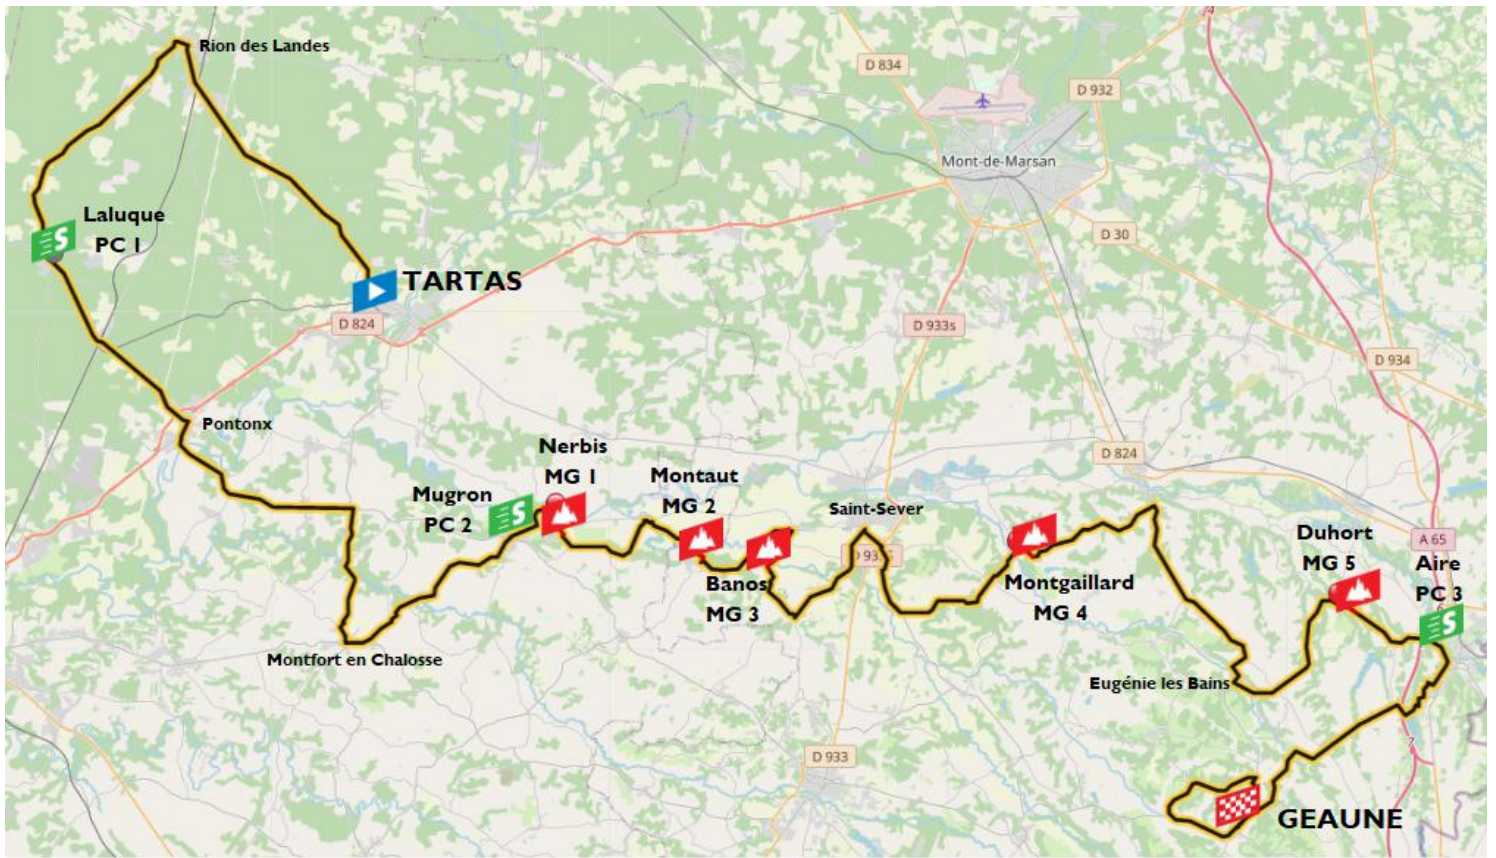 Rion des Landes
D 834
D 932
Mont-de-Marsan
Laluque
PC 1
D 30
TARTAS
D 824
D 933s
D 934
Pontonx
Nerbis
MG 1
D 824
Mugron
PC 2
Montaut
MG 2
Saint-Sever
Duhort
MG 5
A 65
Aire
PC 3
Banos
MG 3
Montgaillard
MG 4
Montfort en Chalosse
Eugénie les Bains
7
D 933
GEAUNE